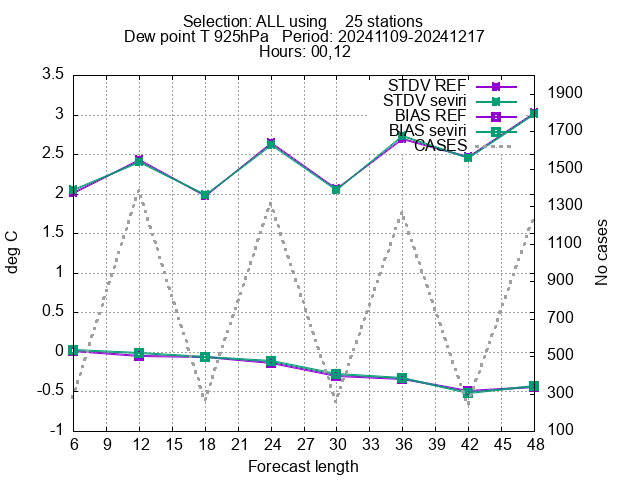 Selection: ALL using    25 stations
Dew point T 925hPa   Period: 20241109-20241217
Hours: 00,12
STDV REF
STDV seviri
BIAS REF
BIAS seviri
CASES
deg C
3.5
3
2.5
2
1.5
1
0.5
0
-0.5
-1
1900
1700
1500
1300
1100
900
700
500
300
100
No cases
6 9 12 15 18 21 24 27 30 33 36 39 42 45 48
Forecast length